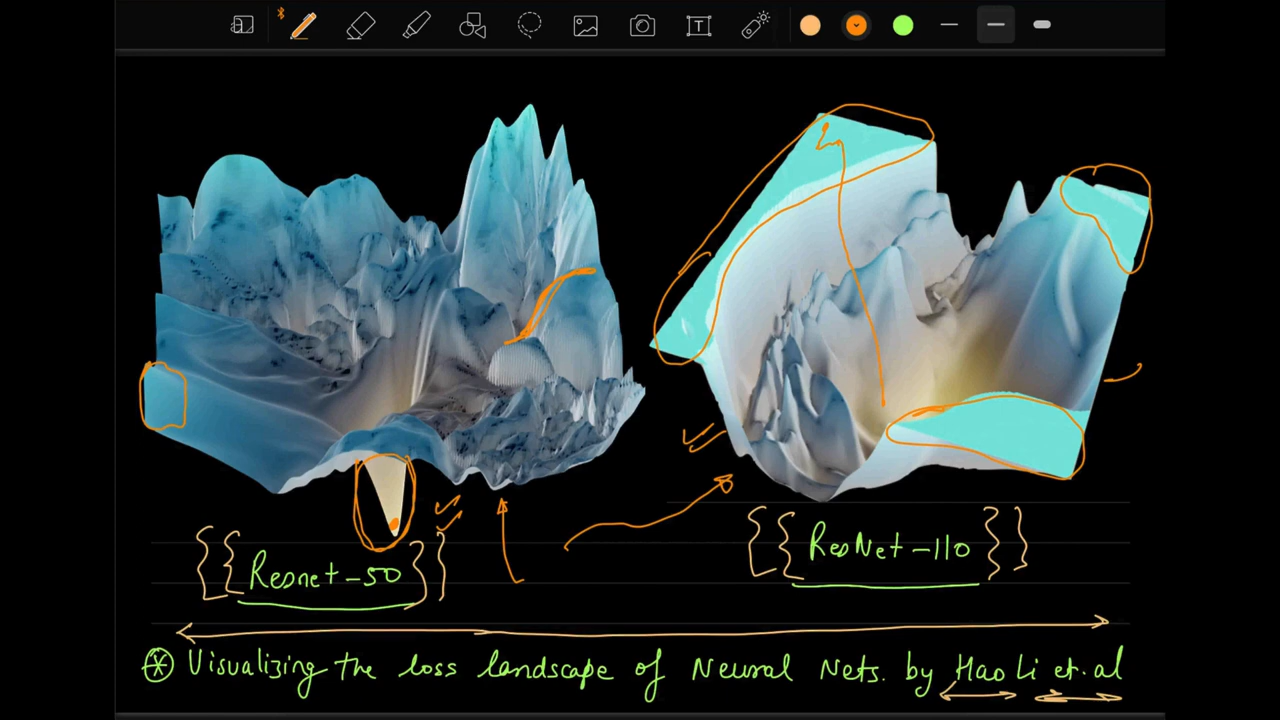 Resnet-50
ResNet-110
Visualizing the loss landscape of Neural Nets. by Hao Li et.al